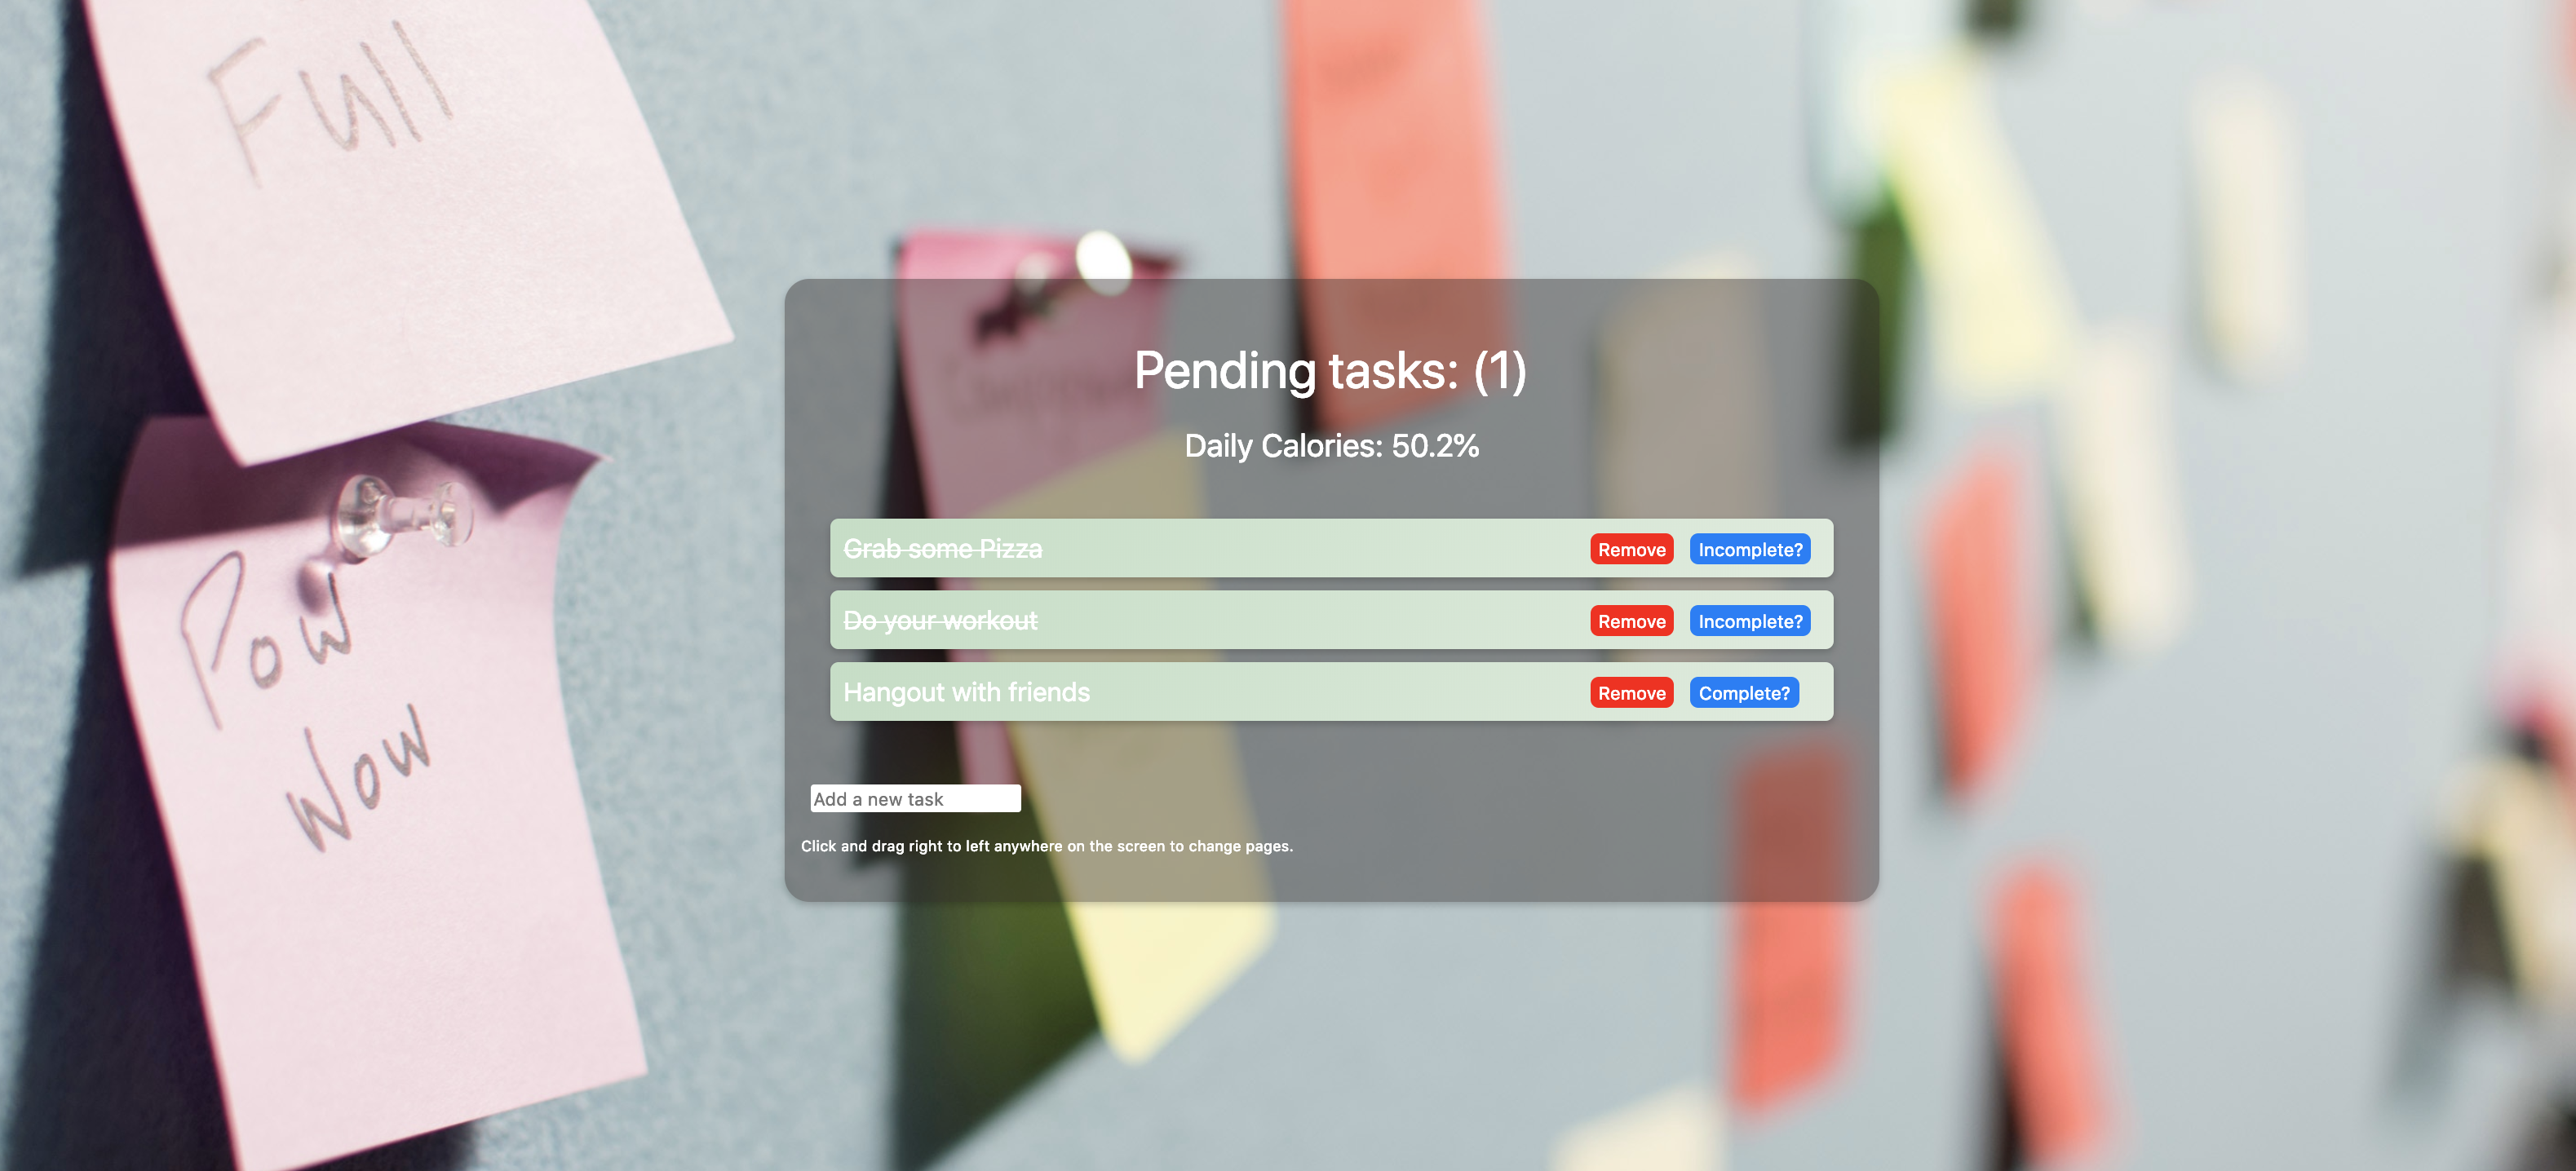 Full
Pow
Wow
Pending tasks: (1)
Daily Calories: 50.2%
Grab some Pizza
Remove
Incomplete?
Do your workout
Remove
Incomplete?
Hangout with friends
Remove
Complete?
Add a new task
Click and drag right to left anywhere on the screen to change pages.